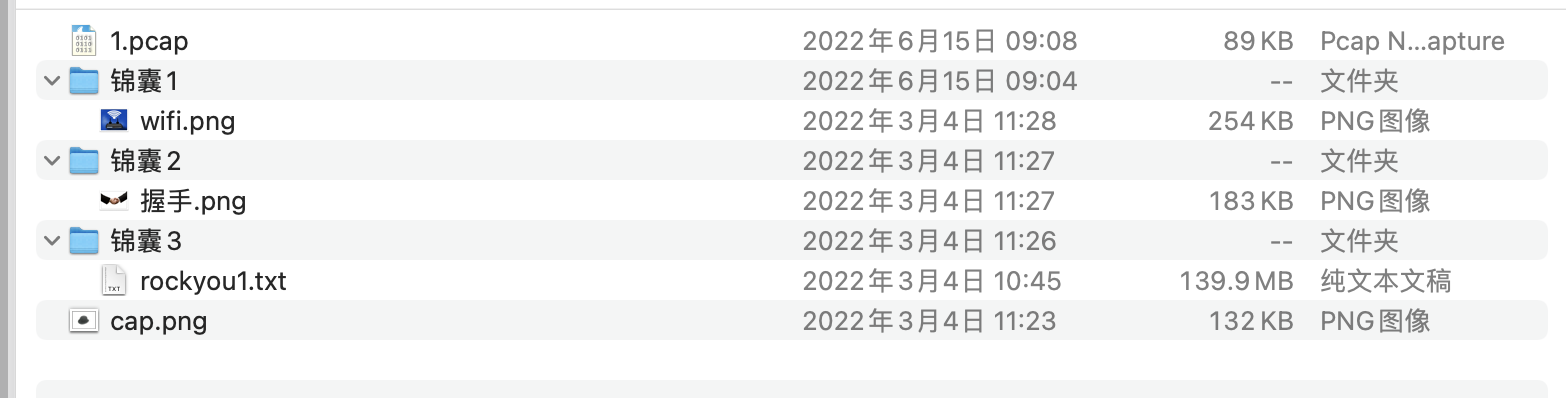 1.pcap 2022年6月15日 09:08 89 KB Pcap N...apture
锦囊1 2022年6月15日 09:04 -- 文件夹
wifi.png 2022年3月4日 11:28 254 KB PNG图像
锦囊2 2022年3月4日 11:27 -- 文件夹
握手.png 2022年3月4日 11:27 183 KB PNG图像
锦囊3 2022年3月4日 11:26 -- 文件夹
rockyou1.txt 2022年3月4日 10:45 139.9 MB 纯文本文稿
cap.png 2022年3月4日 11:23 132 KB PNG图像